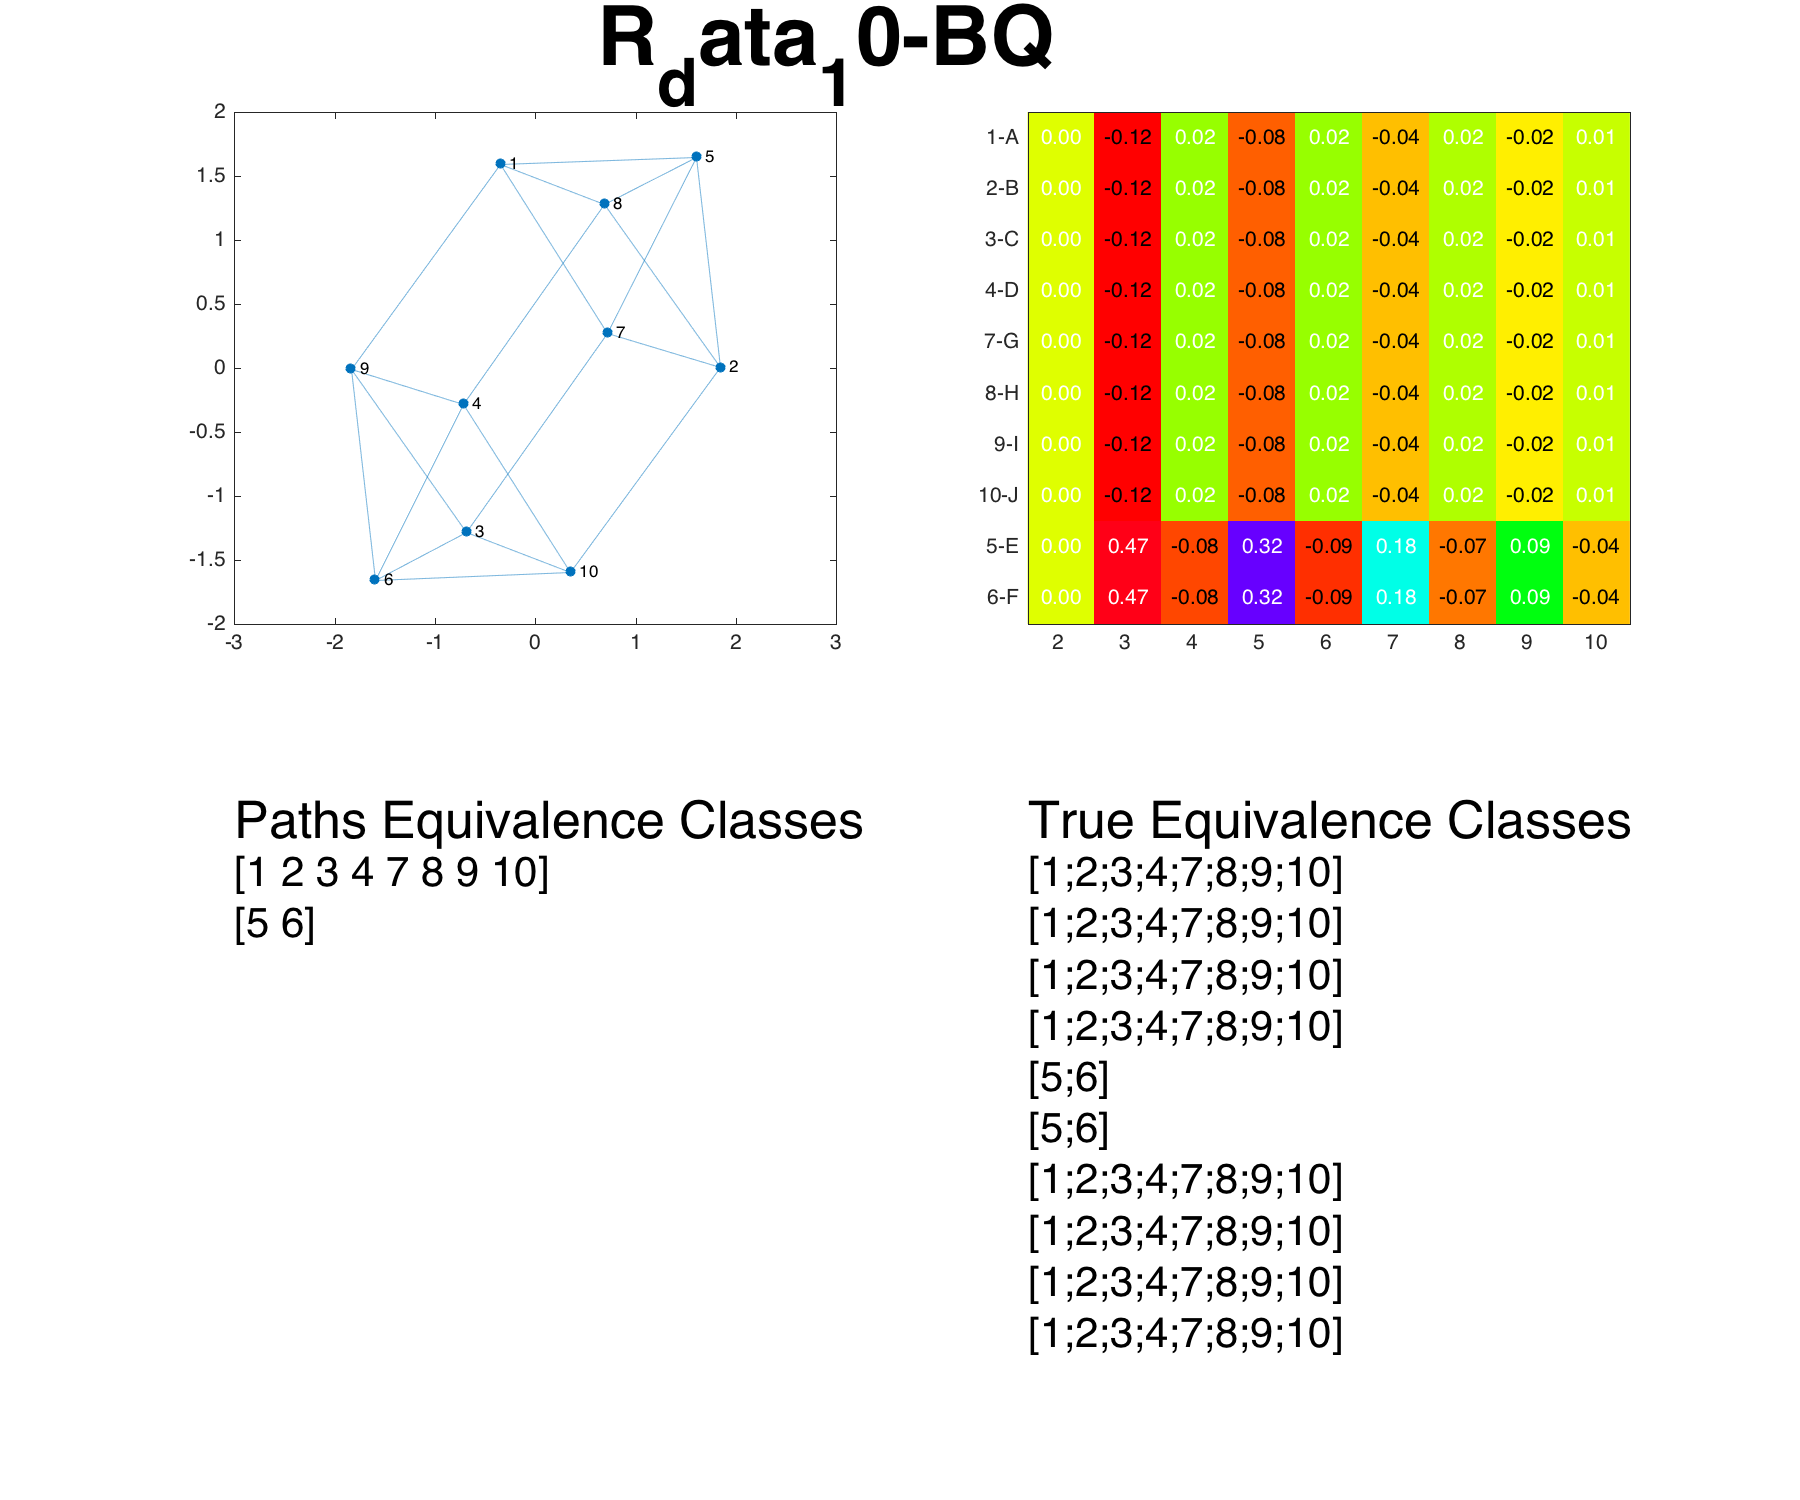 R_data_10-BQ
2
1.5
1
0.5
0
-0.5
-1
-1.5
-2
-3 -2 -1 0 1 2 3
1
5
8
7
2
9
4
3
6
10
1-A 0.00 -0.12 0.02 -0.08 0.02 -0.04 0.02 -0.02 0.01
2-B 0.00 -0.12 0.02 -0.08 0.02 -0.04 0.02 -0.02 0.01
3-C 0.00 -0.12 0.02 -0.08 0.02 -0.04 0.02 -0.02 0.01
4-D 0.00 -0.12 0.02 -0.08 0.02 -0.04 0.02 -0.02 0.01
7-G 0.00 -0.12 0.02 -0.08 0.02 -0.04 0.02 -0.02 0.01
8-H 0.00 -0.12 0.02 -0.08 0.02 -0.04 0.02 -0.02 0.01
9-I 0.00 -0.12 0.02 -0.08 0.02 -0.04 0.02 -0.02 0.01
10-J 0.00 -0.12 0.02 -0.08 0.02 -0.04 0.02 -0.02 0.01
5-E 0.00 0.47 -0.08 0.32 -0.09 0.18 -0.07 0.09 -0.04
6-F 0.00 0.47 -0.08 0.32 -0.09 0.18 -0.07 0.09 -0.04
2 3 4 5 6 7 8 9 10
Paths Equivalence Classes
[1 2 3 4 7 8 9 10]
[5 6]
True Equivalence Classes
[1;2;3;4;7;8;9;10]
[1;2;3;4;7;8;9;10]
[1;2;3;4;7;8;9;10]
[1;2;3;4;7;8;9;10]
[5;6]
[5;6]
[1;2;3;4;7;8;9;10]
[1;2;3;4;7;8;9;10]
[1;2;3;4;7;8;9;10]
[1;2;3;4;7;8;9;10]